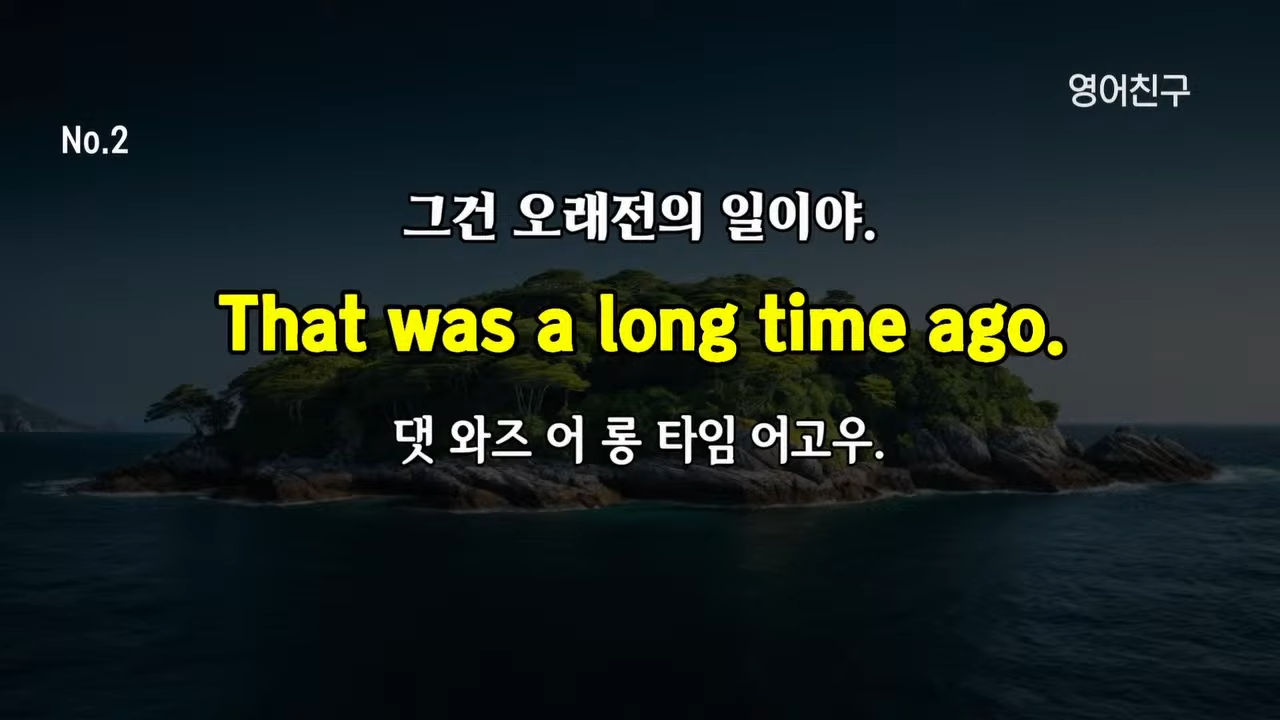 영어친구
No.2
그건 오래전의 일이야.
That was a long time ago.
댓 와즈 어 롱 타임 어고우.